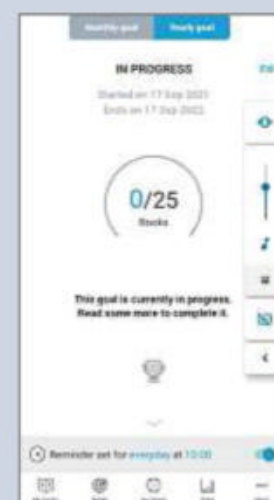 Monthly goal Yearly goal
IN PROGRESS
Started on 17 Sep 2021
Ends on 17 Sep 2022
0/25
Books
This goal is currently in progress.
Read some more to complete it.
Reminder set for everyday at 10:00